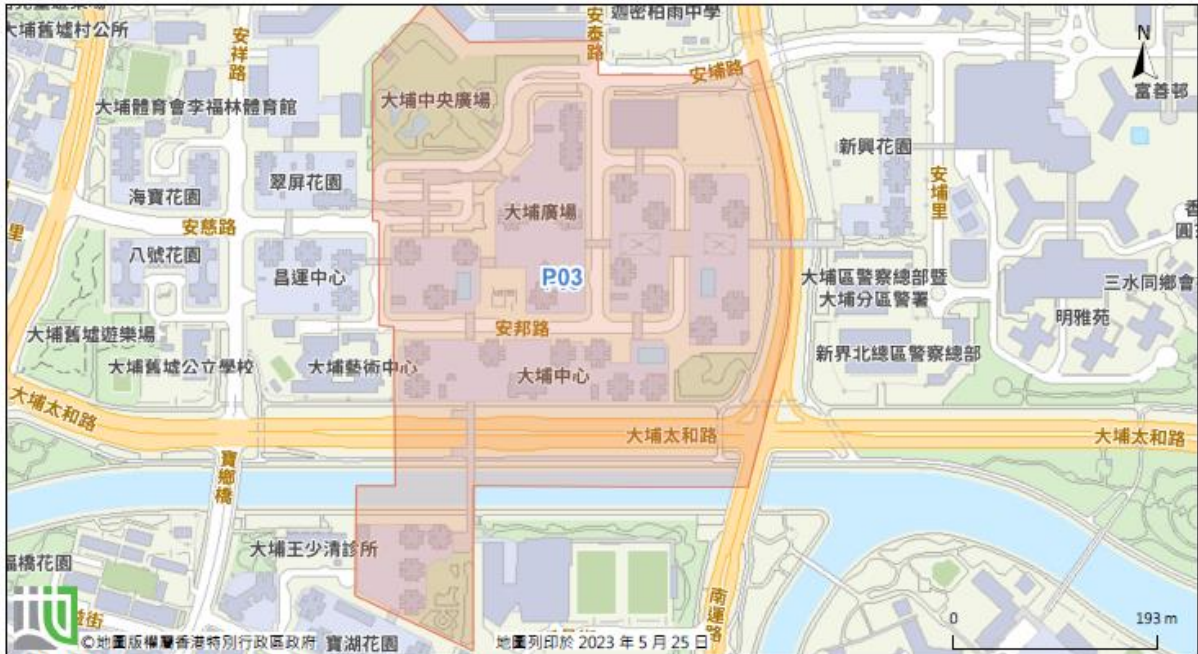 大埔舊墟村公所
安祥路
安泰路
迦密柏雨中學
N
安埔路
富善邨
大埔中央廣場
大埔體育會李福林體育館
新興花園
翠屏花園
海寶花園
安埔里
大埔廣場
里
安慈路
八號花園
昌運中心
P03
大埔區警察總部暨
大埔分區警署
三水同鄉會
明雅苑
安邦路
大埔舊墟遊樂場
大埔舊墟公立學校
大埔藝術中心
大埔中心
新界北總區警察總部
大埔太和路
大埔太和路
大埔太和路
寶鄉橋
大埔王少清診所
福橋花園
南運路
0
193 m
©地圖版權屬香港特別行政區政府
寶湖花園
地圖列印於 2023 年 5 月 25 日